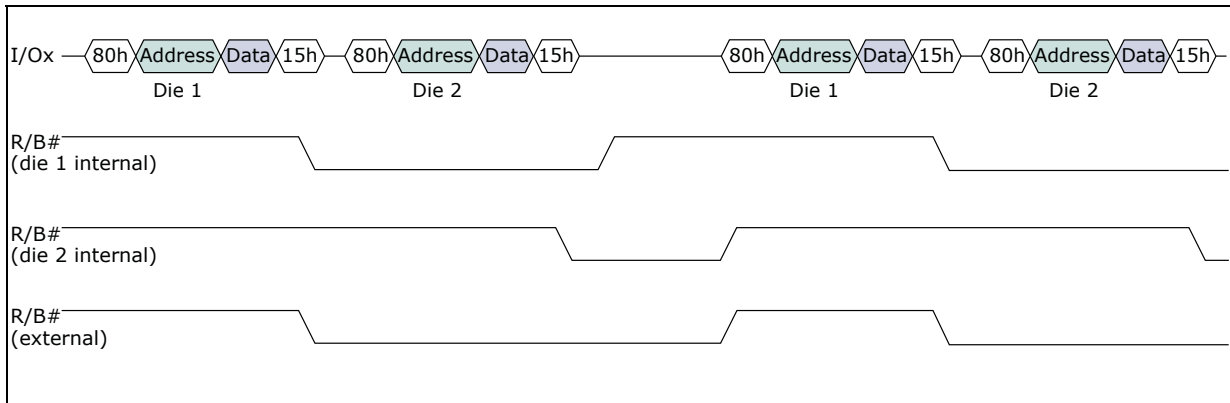 I/Ox 80h Address Data 15h 80h Address Data 15h 80h Address Data 15h 80h Address Data 15h
Die 1 Die 2 Die 1 Die 2
R/B#
(die 1 internal)
R/B#
(die 2 internal)
R/B#
(external)